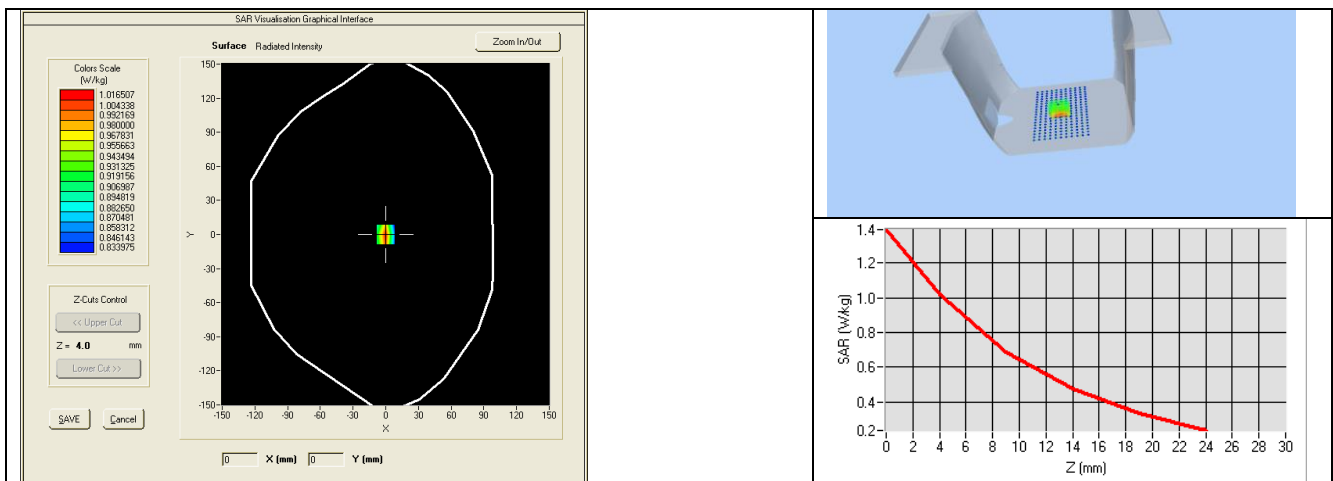 SAR Visualisation Graphical Interface
Surface Radiated Intensity
Zoom In/Out
Colors Scale
(W/kg)
1.016507
1.004338
0.992169
0.980000
0.967831
0.955663
0.943494
0.931325
0.919156
0.906987
0.894819
0.882650
0.870481
0.858312
0.846143
0.833975
Z-Cuts Control
<< Upper Cut
Z = 4.0 mm
Lower Cut >>
SAVE Cancel
150
120
90
60
30
0
-30
-60
-90
-120
-150
Y
-150 -120 -90 -60 -30 0 30 60 90 120 150
X
0 X (mm) 0 Y (mm)
1.4
1.2
1.0
0.8
0.6
0.4
0.2
SAR (W/kg)
0 2 4 6 8 10 12 14 16 18 20 22 24 26 28 30
Z (mm)